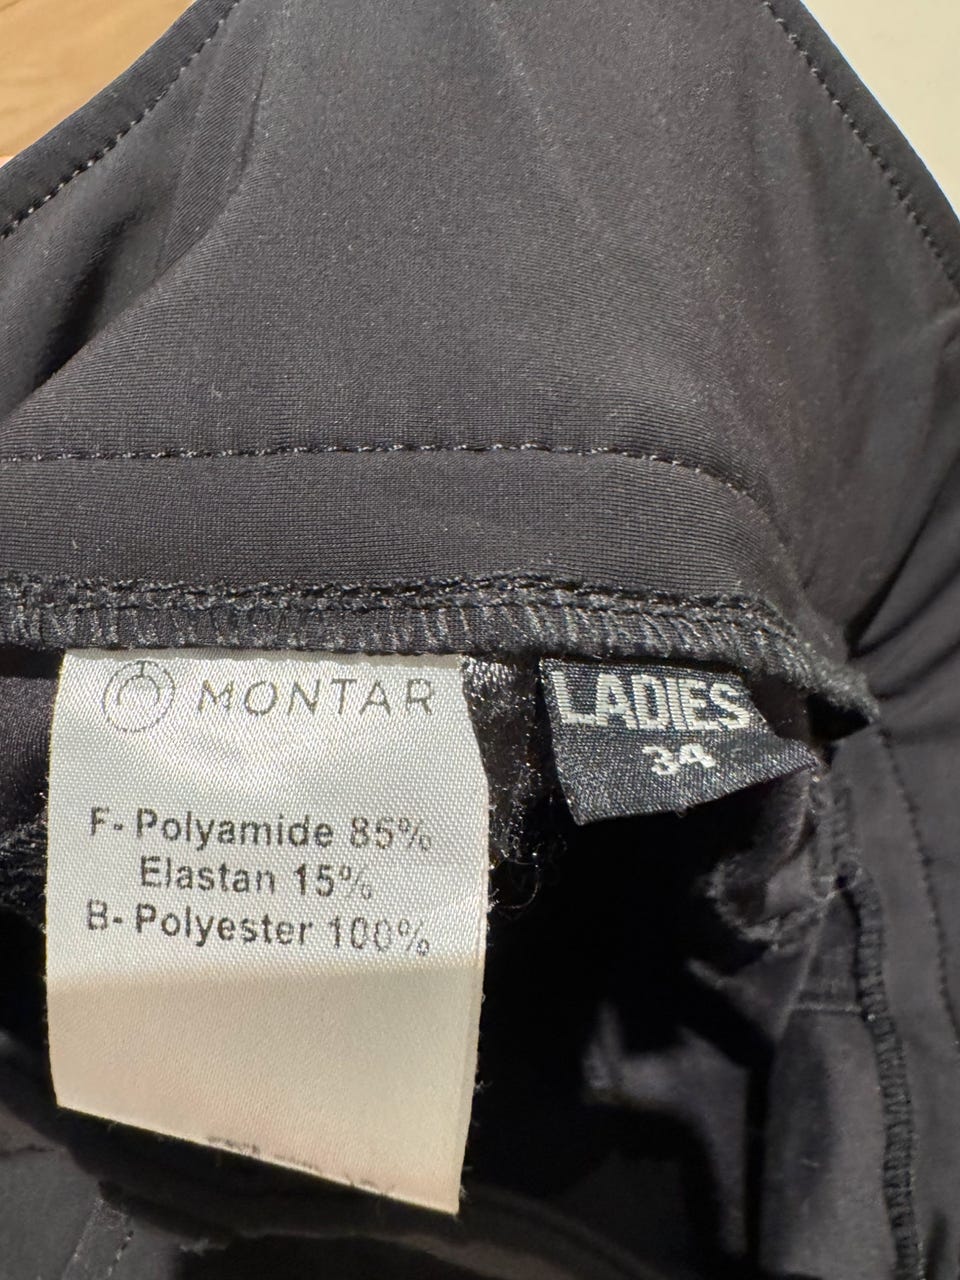 MONTAR
F- Polyamide 85%
Elastan 15%
B- Polyester 100%
LADIES
34